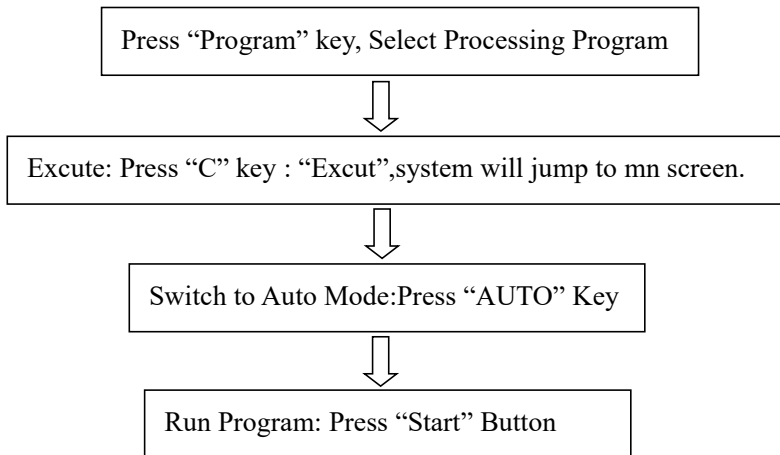 Press “Program” key, Select Processing Program
Excute: Press “C” key : “Excut”,system will jump to mn screen.
Switch to Auto Mode:Press “AUTO” Key
Run Program: Press “Start” Button